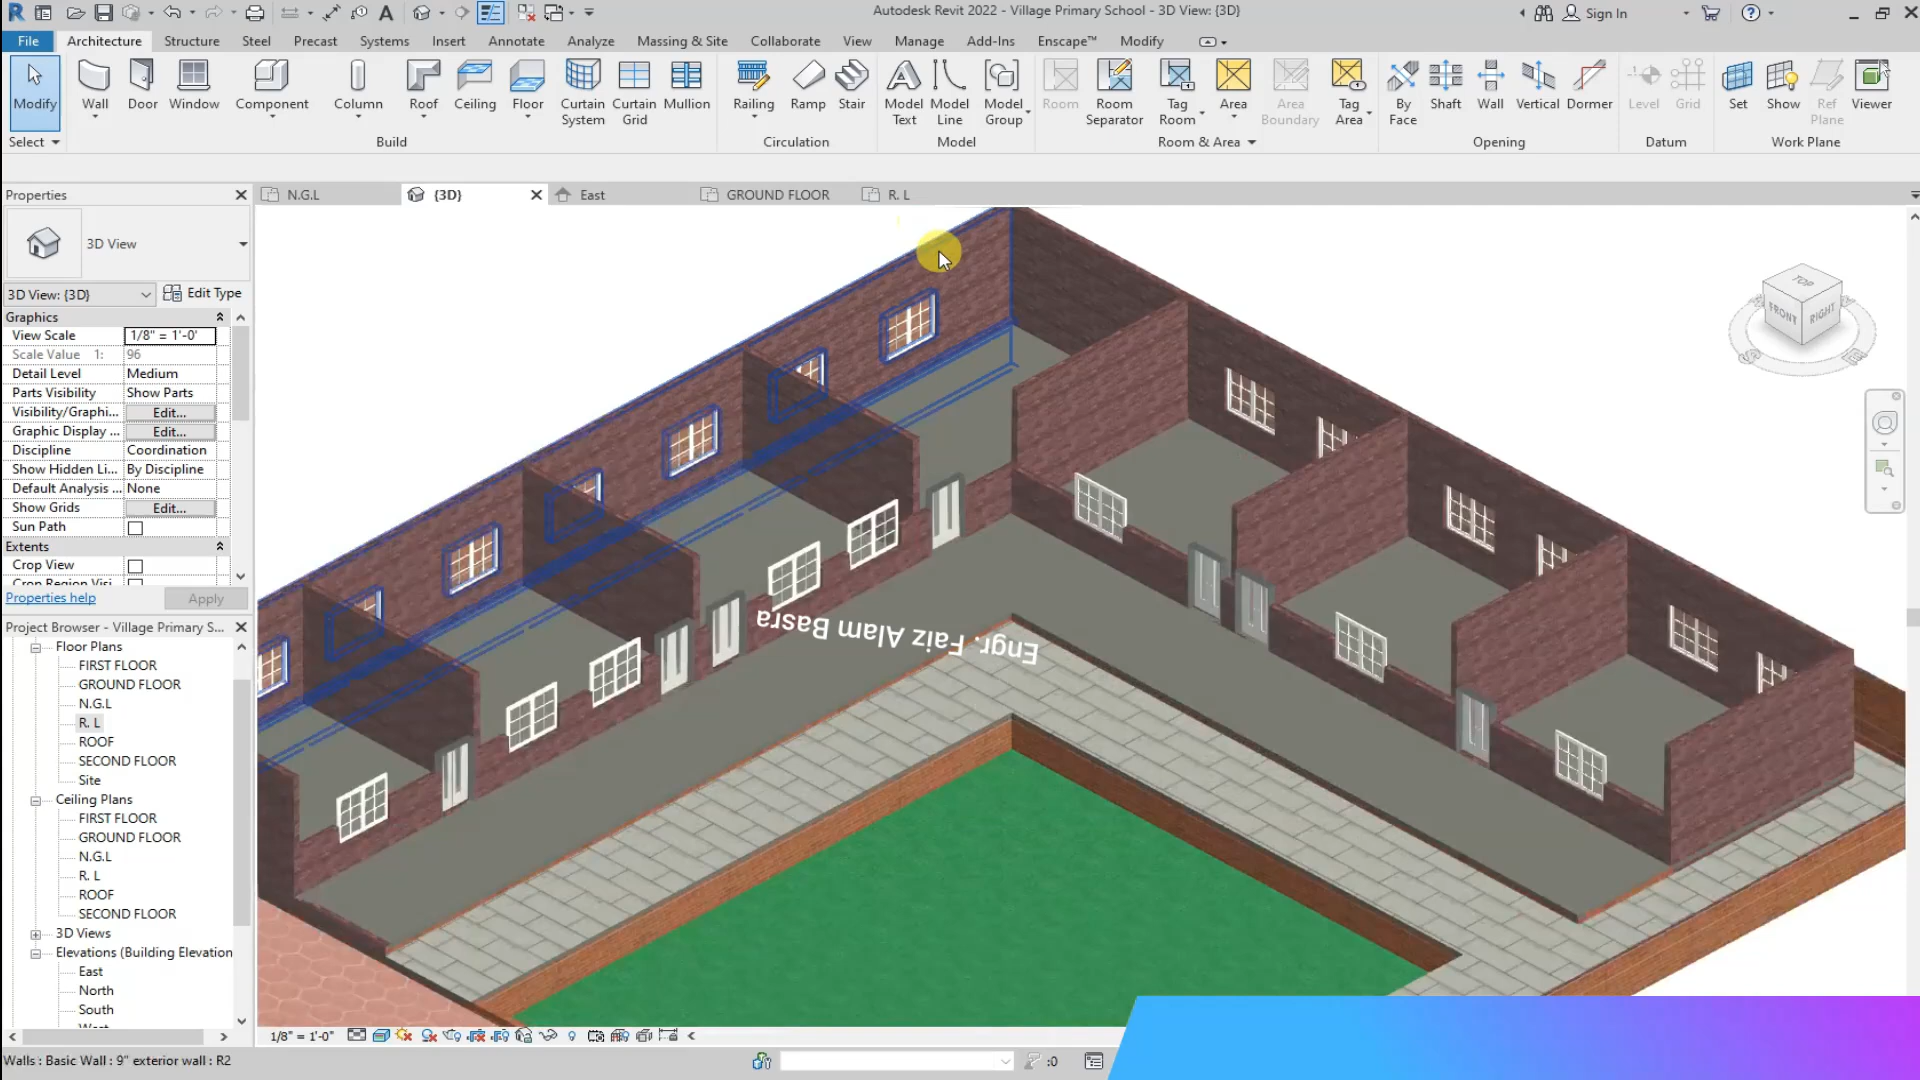 Autodesk Revit 2022 - Village Primary School - 3D View: {3D}
Sign In
File Architecture Structure Steel Precast Systems Insert Annotate Analyze Massing & Site Collaborate View Manage Add-Ins Enscape™ Modify
Modify Wall Door Window Component Column Roof Ceiling Floor Curtain System Curtain Grid Mullion Railing Ramp Stair Model Text Model Line Model Group Room Room Separator Tag Room Area Area Boundary Tag Area By Face Shaft Wall Vertical Dormer Level Grid Set Show Ref Plane Viewer
Select Build Circulation Model Room & Area Opening Datum Work Plane
Properties
N.G.L {3D} East GROUND FLOOR R. L
3D View
3D View: {3D} Edit Type
Graphics
View Scale 1/8" = 1'-0"
Scale Value 1: 96
Detail Level Medium
Parts Visibility Show Parts
Visibility/Graphi... Edit...
Graphic Display ... Edit...
Discipline Coordination
Show Hidden Li... By Discipline
Default Analysis ... None
Show Grids Edit...
Sun Path
Extents
Crop View
Crop Region Visi
Properties help Apply
Project Browser - Village Primary S...
Floor Plans
FIRST FLOOR
GROUND FLOOR
N.G.L
R. L
ROOF
SECOND FLOOR
Site
Ceiling Plans
FIRST FLOOR
GROUND FLOOR
N.G.L
R. L
ROOF
SECOND FLOOR
3D Views
Elevations (Building Elevation
East
North
South
West
TOP
FRONT RIGHT
S E
Engr. Faiz Alam Basra
1/8" = 1'-0"
Walls : Basic Wall : 9" exterior wall : R2
:0